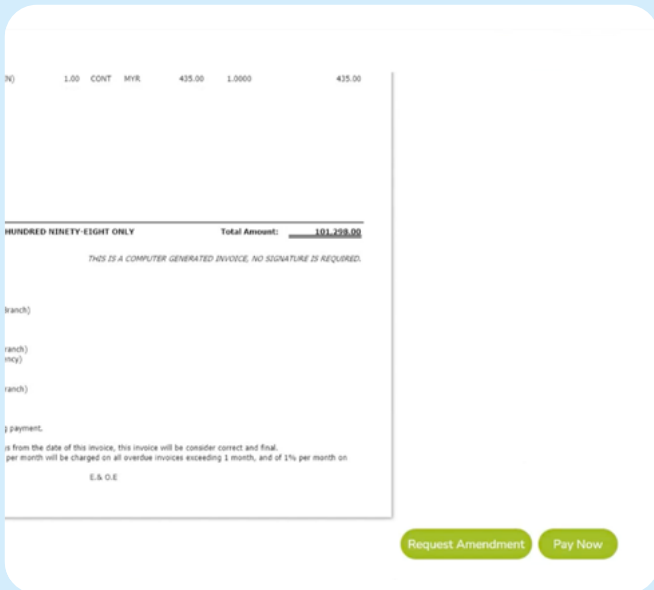 N) 1.00 CONT MYR 435.00 1.0000 435.00
HUNDRED NINETY-EIGHT ONLY Total Amount: 101,298.00
THIS IS A COMPUTER GENERATED INVOICE, NO SIGNATURE IS REQUIRED.
Branch)
ranch)
ency)
ranch)
g payment.
s from the date of this invoice, this invoice will be consider correct and final.
per month will be charged on all overdue invoices exceeding 1 month, and of 1% per month on
E.& O.E
Request Amendment Pay Now